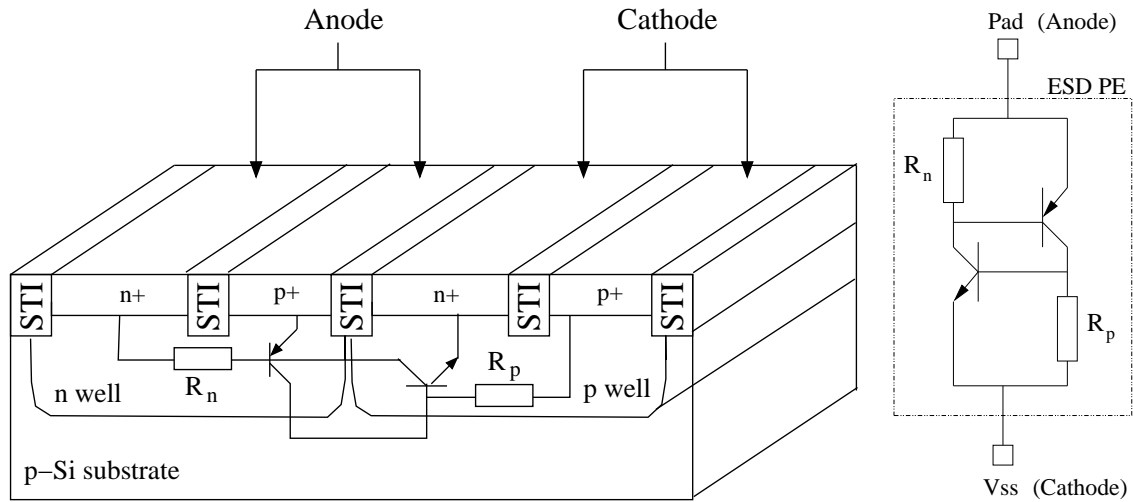 Anode
Cathode
STI
n+
STI
p+
STI
n+
STI
p+
STI
R n
R p
n well
p well
p−Si substrate
Pad (Anode)
ESD PE
R n
R p
Vss (Cathode)